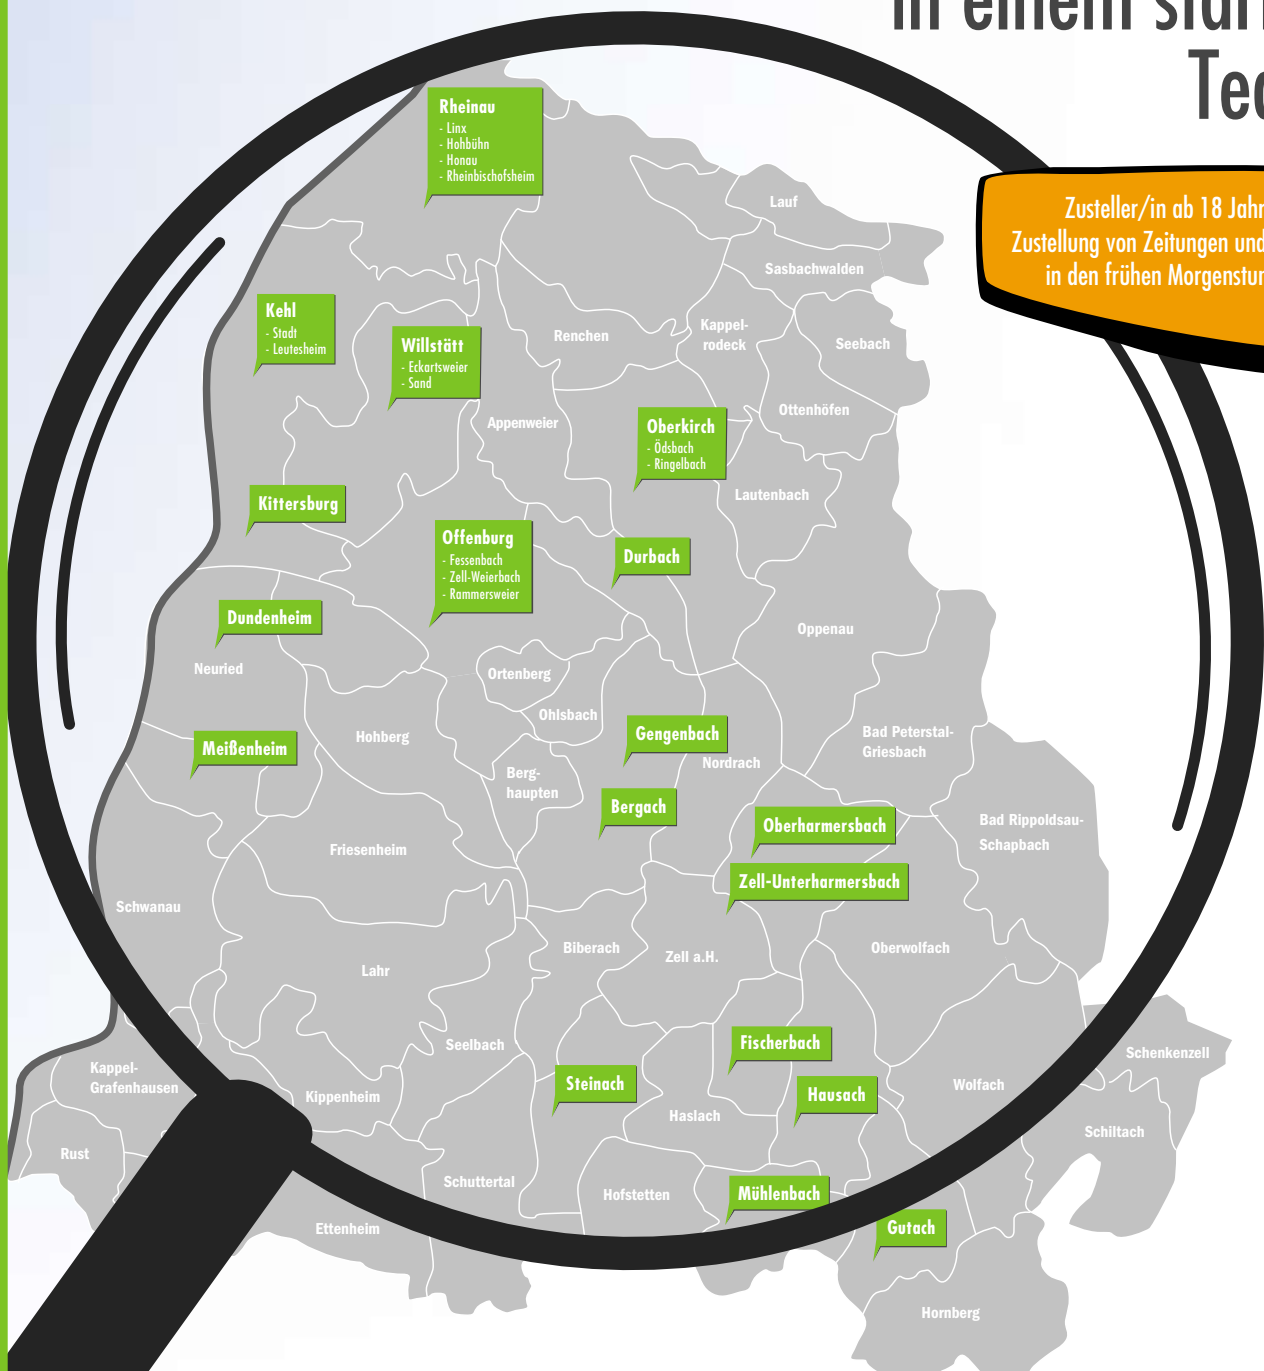 in einem
Rheinau
- Linx
- Hohbühn
- Honau
- Rheinbischofsheim
Zusteller/in ab 18 Jahr
Zustellung von Zeitungen und
in den frühen Morgenstun
Lauf
Sasbachwalden
Kehl
- Stadt
- Leutesheim
Willstätt
- Eckartsweier
- Sand
Renchen
Kappel-
rodeck
Seebach
Appenweier
Oberkirch
- Ödsbach
- Ringelbach
Ottenhöfen
Lautenbach
Kittersburg
Offenburg
- Fessenbach
- Zell-Weierbach
- Rammersweier
Durbach
Dundenheim
Oppenau
Neuried
Ortenberg
Ohlsbach
Hohberg
Meißenheim
Gengenbach
Nordrach
Bad Peterstal-
Griesbach
Berg-
haupten
Bergach
Oberharmersbach
Bad Rippoldsau-
Schapbach
Friesenheim
Zell-Unterharmersbach
Schwanau
Biberach
Zell a.H.
Oberwolfach
Lahr
Seelbach
Fischerbach
Schenkenzell
Kappel-
Grafenhausen
Kippenheim
Steinach
Hausach
Wolfach
Haslach
Schiltach
Rust
Schuttertal
Hofstetten
Mühlenbach
Ettenheim
Gutach
Hornberg